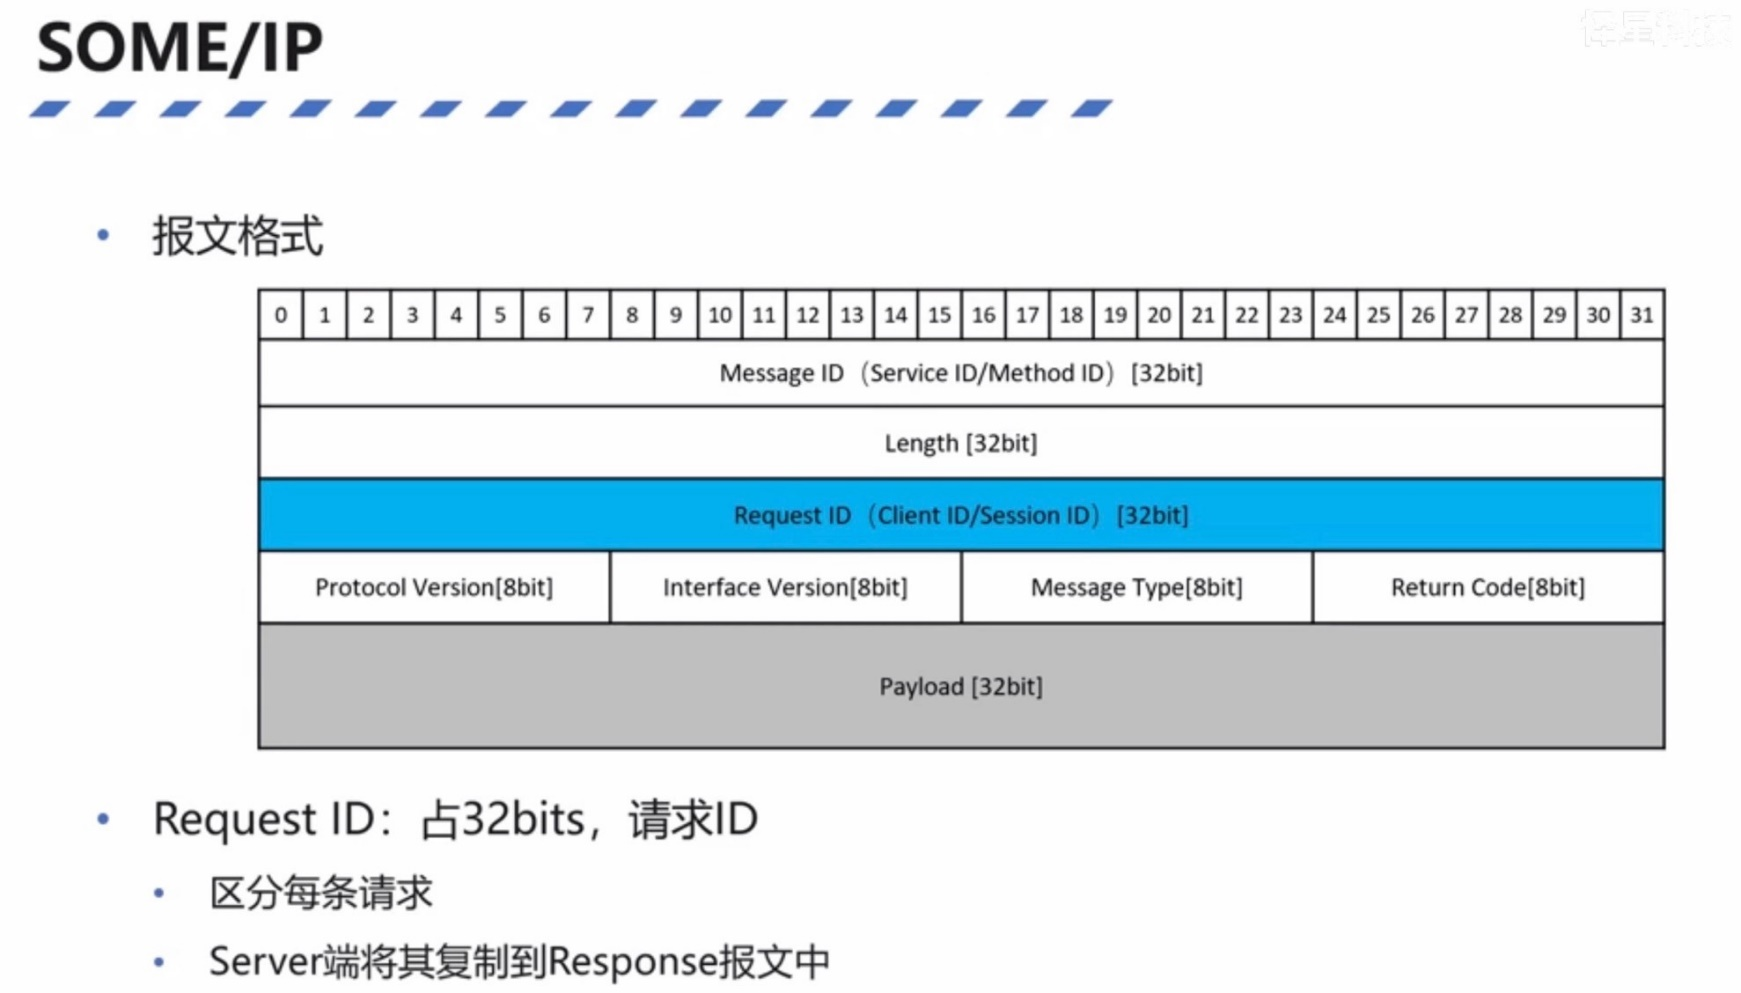 SOME/IP
怿星科技
• 报文格式
0 1 2 3 4 5 6 7 8 9 10 11 12 13 14 15 16 17 18 19 20 21 22 23 24 25 26 27 28 29 30 31
Message ID（Service ID/Method ID）[32bit]
Length [32bit]
Request ID（Client ID/Session ID）[32bit]
Protocol Version[8bit] Interface Version[8bit] Message Type[8bit] Return Code[8bit]
Payload [32bit]
• Request ID：占32bits，请求ID
• 区分每条请求
• Server端将其复制到Response报文中